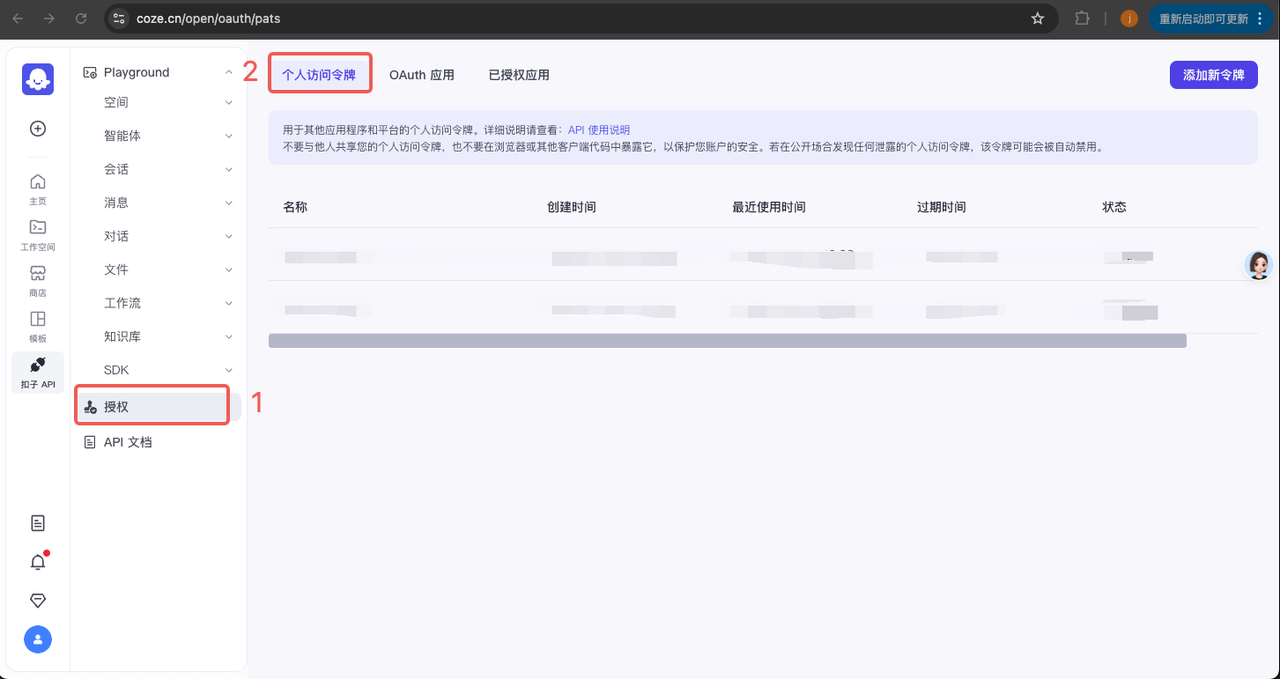 coze.cn/open/oauth/pats
j
重新启动即可更新
主页
工作空间
商店
模板
扣子 API
Playground
空间
智能体
会话
消息
对话
文件
工作流
知识库
SDK
授权
1
API 文档
2
个人访问令牌
OAuth 应用
已授权应用
添加新令牌
用于其他应用程序和平台的个人访问令牌。详细说明请查看: API 使用说明
不要与他人共享您的个人访问令牌，也不要在浏览器或其他客户端代码中暴露它，以保护您账户的安全。若在公开场合发现任何泄露的个人访问令牌，该令牌可能会被自动禁用。
名称 创建时间 最近使用时间 过期时间 状态